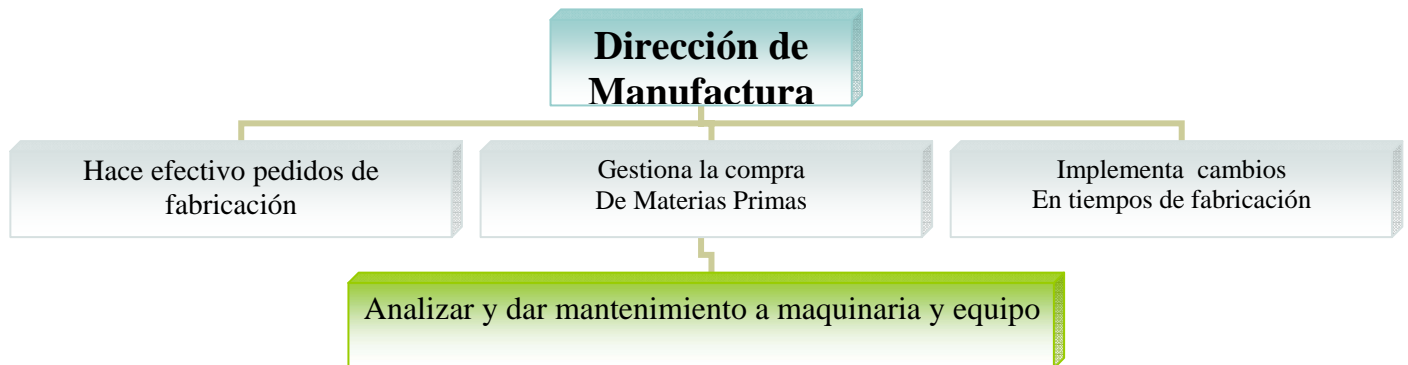 Dirección de
Manufactura
Hace efectivo pedidos de
fabricación
Gestiona la compra
De Materias Primas
Implementa cambios
En tiempos de fabricación
Analizar y dar mantenimiento a maquinaria y equipo